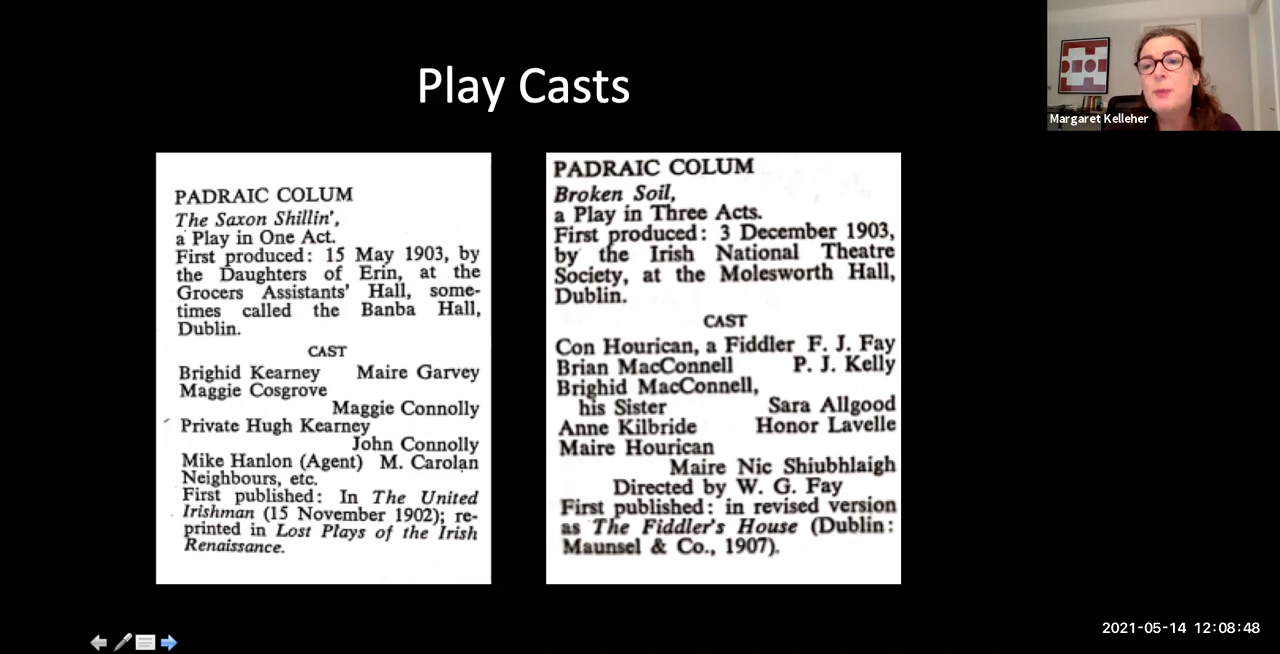 Play Casts
Margaret Kelleher
PADRAIC COLUM
The Saxon Shillin',
a Play in One Act.
First produced: 15 May 1903, by
the Daughters of Erin, at the
Grocers Assistants' Hall, some-
times called the Banba Hall,
Dublin.
CAST
Brighid Kearney Maire Garvey
Maggie Cosgrove
Maggie Connolly
Private Hugh Kearney
John Connolly
Mike Hanlon (Agent) M. Carolan
Neighbours, etc.
First published: In The United
Irishman (15 November 1902); re-
printed in Lost Plays of the Irish
Renaissance.
PADRAIC COLUM
Broken Soil,
a Play in Three Acts.
First produced: 3 December 1903,
by the Irish National Theatre
Society, at the Molesworth Hall,
Dublin.
CAST
Con Hourican, a Fiddler F. J. Fay
Brian MacConnell P. J. Kelly
Brighid MacConnell,
his Sister Sara Allgood
Anne Kilbride Honor Lavelle
Maire Hourican
Maire Nic Shiubhlaigh
Directed by W. G. Fay
First published: in revised version
as The Fiddler's House (Dublin:
Maunsel & Co., 1907).
2021-05-14 12:08:48